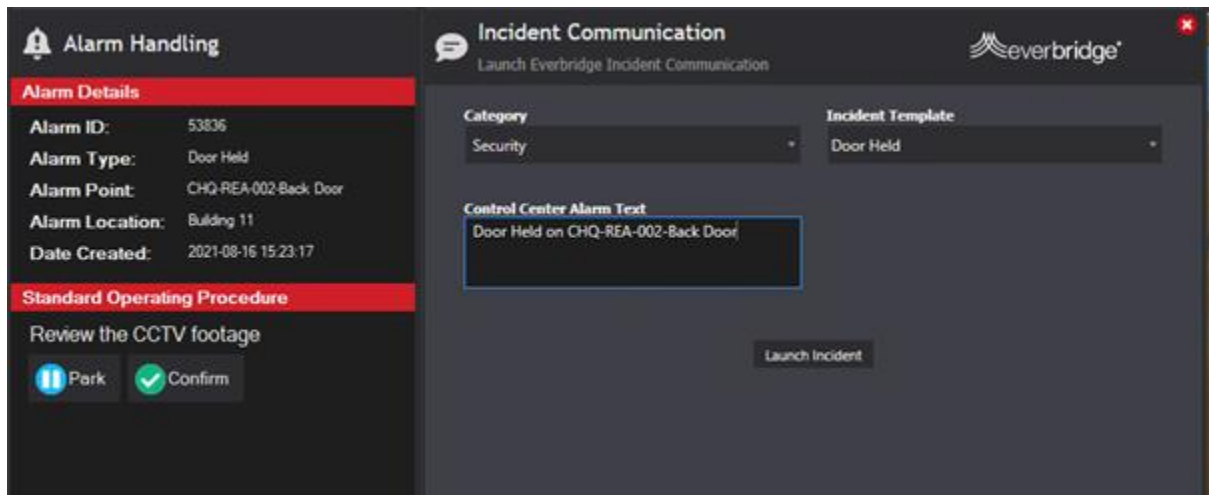 Alarm Handling
Alarm Details
Alarm ID: 53836
Alarm Type: Door Held
Alarm Point: CHQ-REA-002-Back Door
Alarm Location: Building 11
Date Created: 2021-08-16 15:23:17
Standard Operating Procedure
Review the CCTV footage
Park Confirm
Incident Communication
Launch Everbridge Incident Communication
everbridge
Category Incident Template
Security Door Held
Control Center Alarm Text
Door Held on CHQ-REA-002-Back Door
Launch Incident